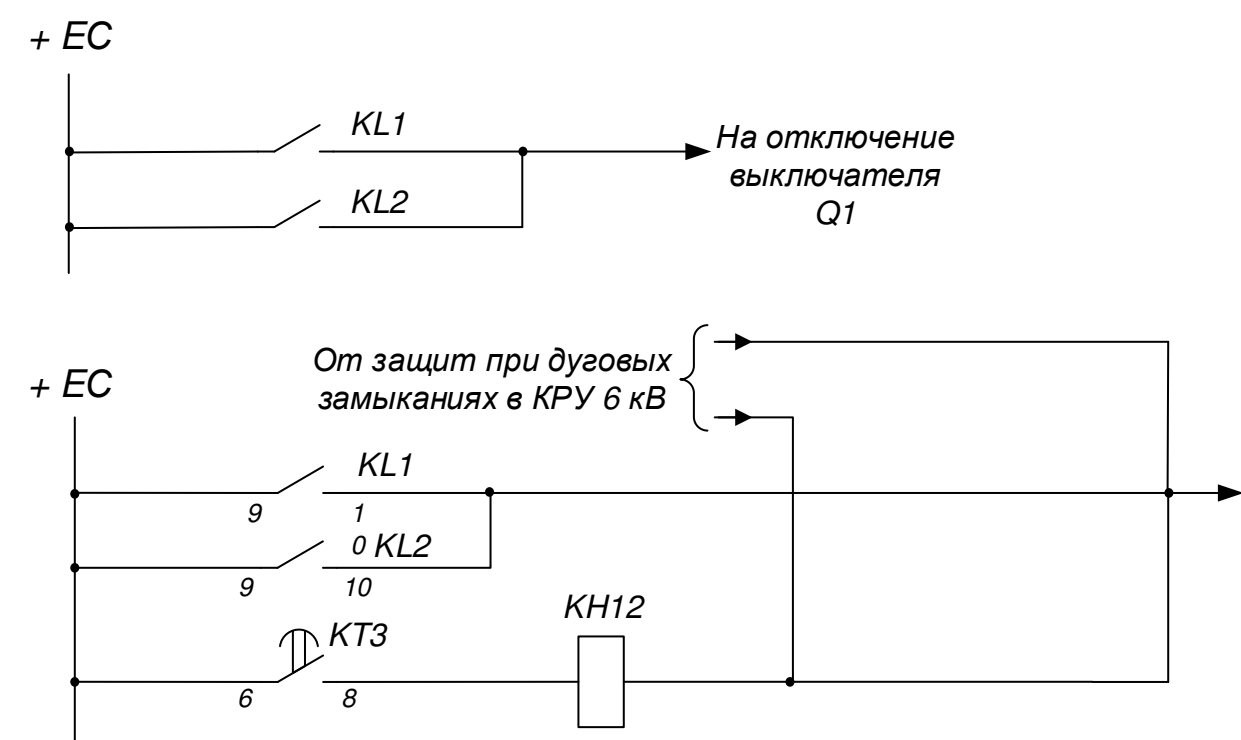 + EC
KL1
KL2
На отключение
выключателя
Q1
От защит при дуговых
замыканиях в КРУ 6 кВ
+ EC
KL1
9 1
0 KL2
9 10
KH12
KT3
6 8